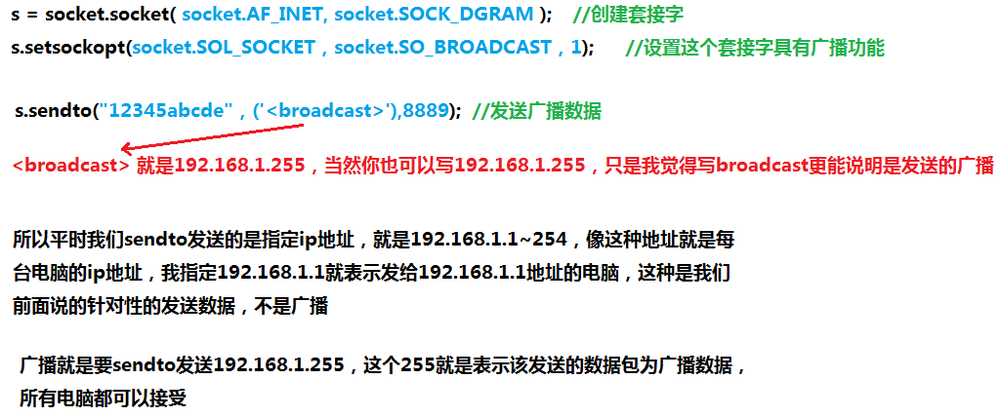 s = socket.socket( socket.AF_INET, socket.SOCK_DGRAM ); //创建套接字
s.setsockopt(socket.SOL_SOCKET，socket.SO_BROADCAST，1); //设置这个套接字具有广播功能
s.sendto("12345abcde"，('<broadcast>'),8889); //发送广播数据
<broadcast> 就是192.168.1.255，当然你也可以写192.168.1.255，只是我觉得写broadcast更能说明是发送的广播
所以平时我们sendto发送的是指定ip地址，就是192.168.1.1~254，像这种地址就是每
台电脑的ip地址，我指定192.168.1.1就表示发给192.168.1.1地址的电脑，这种是我们
前面说的针对性的发送数据，不是广播
广播就是要sendto发送192.168.1.255，这个255就是表示该发送的数据包为广播数据，
所有电脑都可以接受